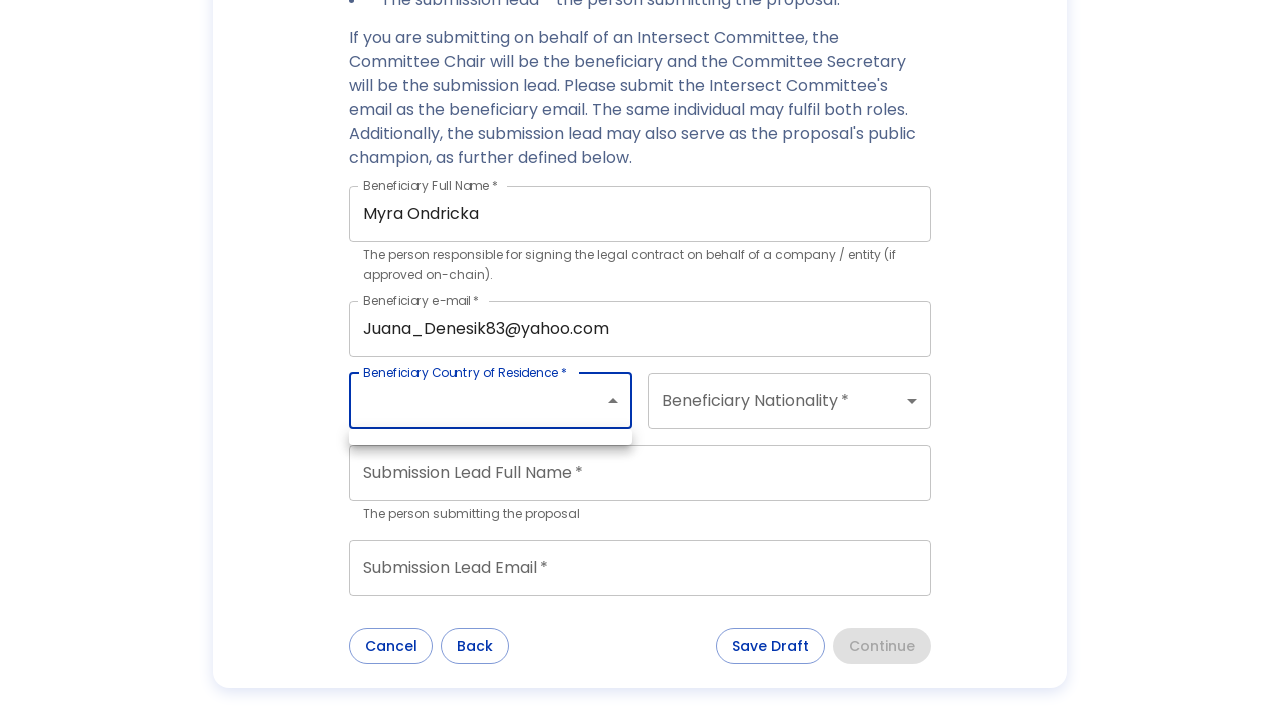 • The submission lead - the person submitting the proposal.
If you are submitting on behalf of an Intersect Committee, the
Committee Chair will be the beneficiary and the Committee Secretary
will be the submission lead. Please submit the Intersect Committee's
email as the beneficiary email. The same individual may fulfil both roles.
Additionally, the submission lead may also serve as the proposal's public
champion, as further defined below.
Beneficiary Full Name *
Myra Ondricka
The person responsible for signing the legal contract on behalf of a company / entity (if
approved on-chain).
Beneficiary e-mail *
Juana_Denesik83@yahoo.com
Beneficiary Country of Residence *
Beneficiary Nationality *
Submission Lead Full Name *
The person submitting the proposal
Submission Lead Email *
Cancel
Back
Save Draft
Continue